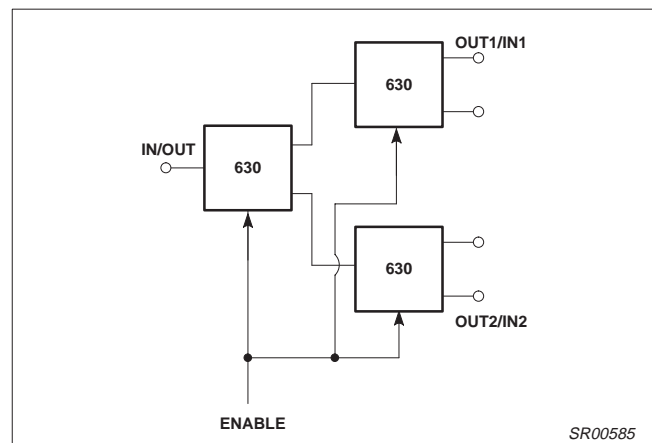 OUT1/IN1
630
IN/OUT
630
630
OUT2/IN2
ENABLE
SR00585